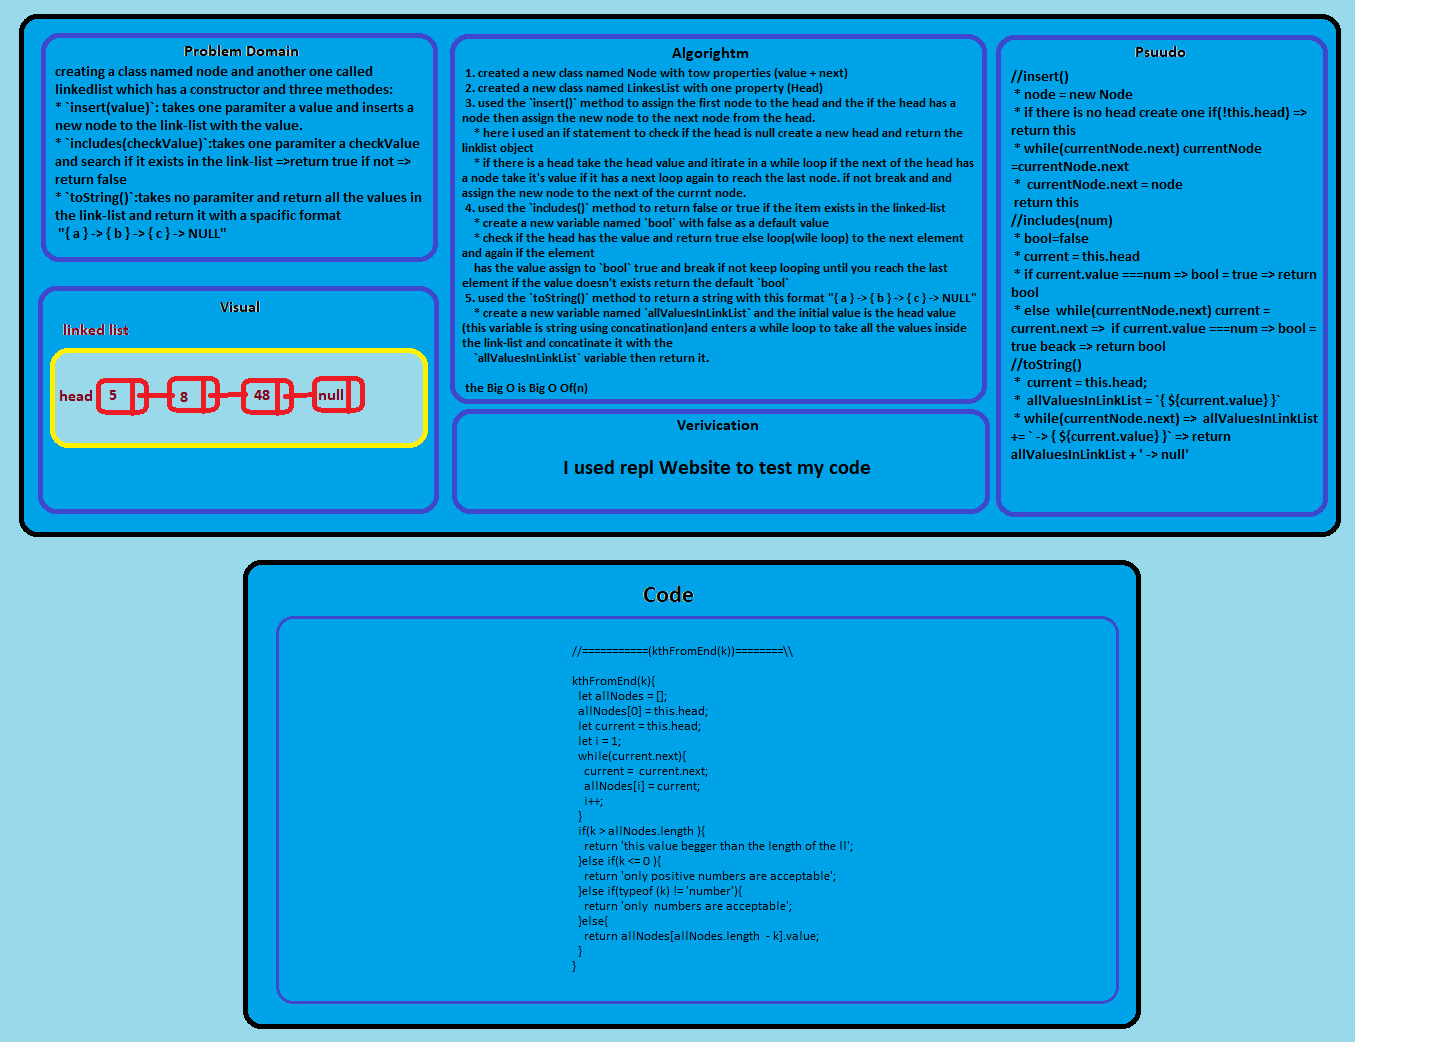 Problem Domain
creating a class named node and another one called
linkedlist which has a constructor and three methodes:
* `insert(value)`: takes one paramiter a value and inserts a
new node to the link-list with the value.
* `includes(checkValue)`:takes one paramiter a checkValue
and search if it exists in the link-list =>return true if not =>
return false
* `toString()`:takes no paramiter and return all the values in
the link-list and return it with a spacific format
"{ a } -> { b } -> { c } -> NULL"
Visual
linked list
head 5 8 48 null
Algorightm
1. created a new class named Node with tow properties (value + next)
2. created a new class named LinkesList with one property (Head)
3. used the `insert()` method to assign the first node to the head and the if the head has a
node then assign the new node to the next node from the head.
* here i used an if statement to check if the head is null create a new head and return the
linklist object
* if there is a head take the head value and itirate in a while loop if the next of the head has
a node take it's value if it has a next loop again to reach the last node. if not break and and
assign the new node to the next of the currnt node.
4. used the `includes()` method to return false or true if the item exists in the linked-list
* create a new variable named `bool` with false as a default value
* check if the head has the value and return true else loop(wile loop) to the next element
and again if the element
has the value assign to `bool` true and break if not keep looping until you reach the last
element if the value doesn't exists return the default `bool`
5. used the `toString()` method to return a string with this format "{ a } -> { b } -> { c } -> NULL"
* create a new variable named `allValuesInLinkList` and the initial value is the head value
(this variable is string using concatination)and enters a while loop to take all the values inside
the link-list and concatinate it with the
`allValuesInLinkList` variable then return it.
the Big O is Big O Of(n)
Verivication
I used repl Website to test my code
Psuudo
//insert()
* node = new Node
* if there is no head create one if(!this.head) =>
return this
* while(currentNode.next) currentNode
=currentNode.next
* currentNode.next = node
return this
//includes(num)
* bool=false
* current = this.head
* if current.value ===num => bool = true => return
bool
* else while(currentNode.next) current =
current.next => if current.value ===num => bool =
true beack => return bool
//toString()
* current = this.head;
* allValuesInLinkList = `{ ${current.value} }`
* while(currentNode.next) => allValuesInLinkList
+= ` -> { ${current.value} }` => return
allValuesInLinkList + ' -> null'
Code
//===========(kthFromEnd(k))========\\
kthFromEnd(k){
let allNodes = [];
allNodes[0] = this.head;
let current = this.head;
let i = 1;
while(current.next){
current = current.next;
allNodes[i] = current;
i++;
}
if(k > allNodes.length ){
return 'this value begger than the length of the ll';
}else if(k <= 0 ){
return 'only positive numbers are acceptable';
}else if(typeof (k) != 'number'){
return 'only numbers are acceptable';
}else{
return allNodes[allNodes.length - k].value;
}
}